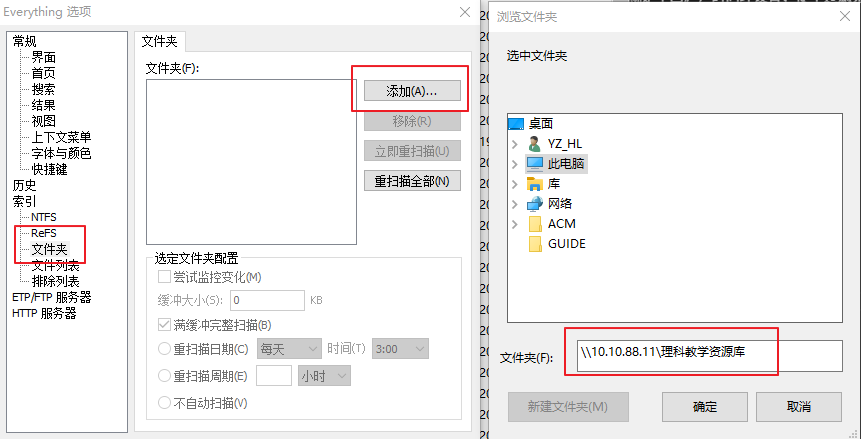 Everything 选项
常规
界面
首页
搜索
结果
视图
上下文菜单
字体与颜色
快捷键
历史
索引
NTFS
ReFS
文件夹
文件列表
排除列表
ETP/FTP 服务器
HTTP 服务器
文件夹
文件夹(F):
添加(A)...
移除(R)
立即重扫描(U)
重扫描全部(N)
选定文件夹配置
尝试监控变化(M)
缓冲大小(S): 0 KB
满缓冲完整扫描(B)
重扫描日期(C) 每天 时间(T) 3:00
重扫描周期(E) 小时
不自动扫描(V)
浏览文件夹
选中文件夹
桌面
YZ_HL
此电脑
库
网络
ACM
GUIDE
文件夹(F): \\10.10.88.11\理科教学资源库
新建文件夹(M) 确定 取消